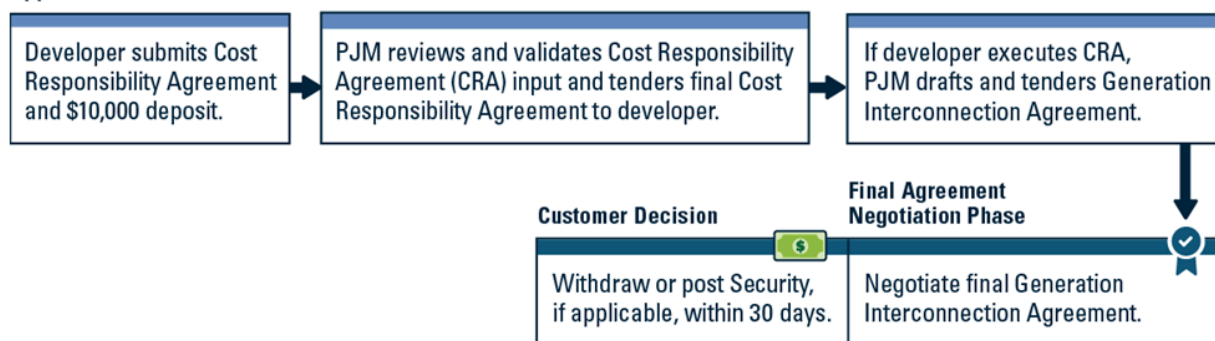 Developer submits Cost
Responsibility Agreement
and $10,000 deposit.
PJM reviews and validates Cost Responsibility
Agreement (CRA) input and tenders final Cost
Responsibility Agreement to developer.
If developer executes CRA,
PJM drafts and tenders Generation
Interconnection Agreement.
Customer Decision
Final Agreement
Negotiation Phase
$
Withdraw or post Security,
if applicable, within 30 days.
Negotiate final Generation
Interconnection Agreement.